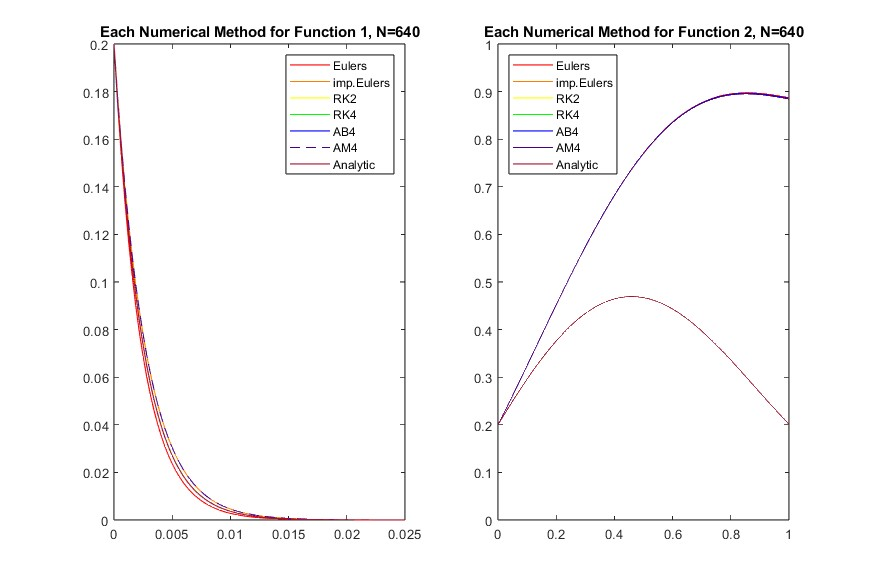 Each Numerical Method for Function 1, N=640
0.2
0.18
0.16
0.14
0.12
0.1
0.08
0.06
0.04
0.02
0
0
0.005
0.01
0.015
0.02
0.025
Eulers
imp.Eulers
RK2
RK4
AB4
AM4
Analytic
Each Numerical Method for Function 2, N=640
1
0.9
0.8
0.7
0.6
0.5
0.4
0.3
0.2
0.1
0
0
0.2
0.4
0.6
0.8
1
Eulers
imp.Eulers
RK2
RK4
AB4
AM4
Analytic